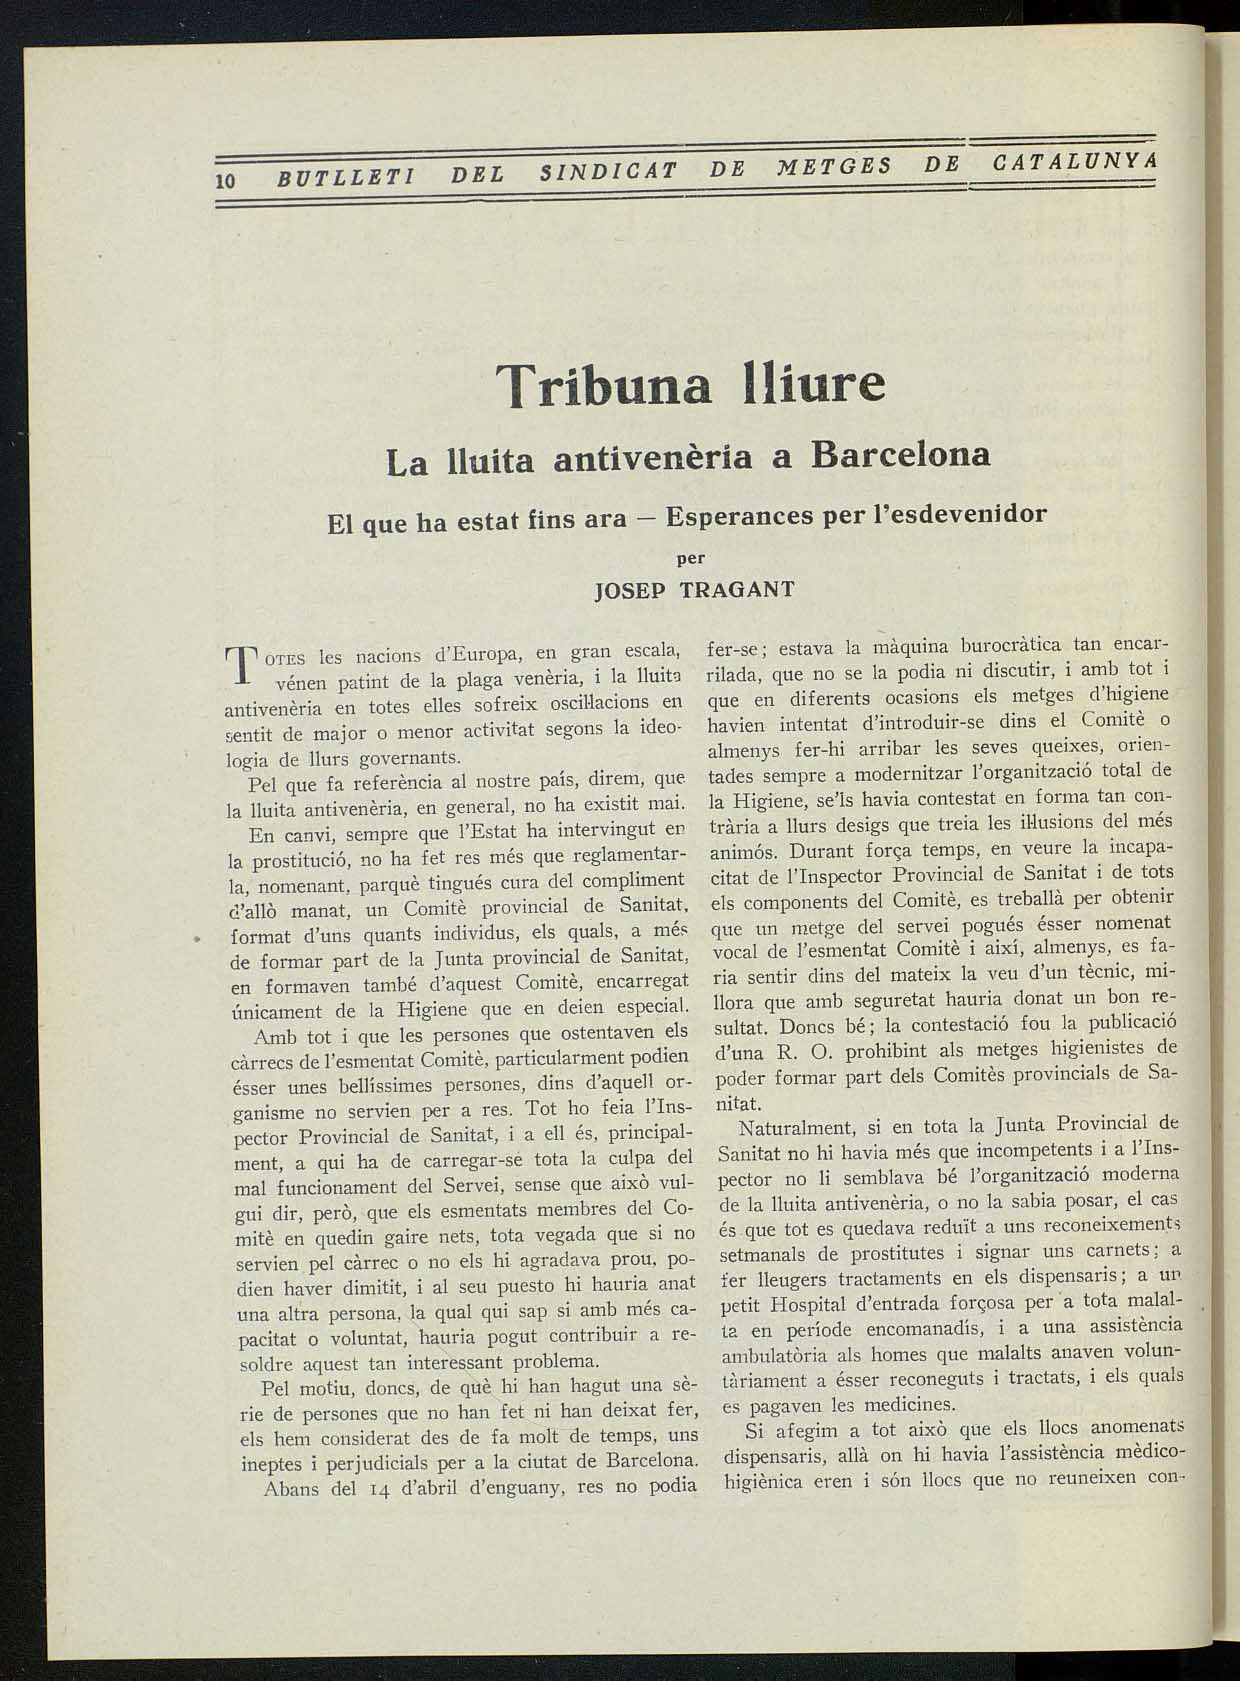 10 BUTLLETI DEL SINDICAT DE METGES DE CATALUNYA
Tribuna lliure
La lluita antivenèria a Barcelona
El que ha estat fins ara — Esperances per l'esdevenidor
per
JOSEP TRAGANT
TOTES les nacions d'Europa, en gran escala,
vénen patint de la plaga venèria, i la lluita
antivenèria en totes elles sofreix oscil·lacions en
sentit de major o menor activitat segons la ideo-
logia de llurs governants.
Pel que fa referència al nostre país, direm, que
la lluita antivenèria, en general, no ha existit mai.
En canvi, sempre que l'Estat ha intervingut en
la prostitució, no ha fet res més que reglamentar-
la, nomenant, parquè tingués cura del compliment
d'allò manat, un Comitè provincial de Sanitat,
format d'uns quants individus, els quals, a més
de formar part de la Junta provincial de Sanitat,
en formaven també d'aquest Comitè, encarregat
únicament de la Higiene que en deien especial.
Amb tot i que les persones que ostentaven els
càrrecs de l'esmentat Comitè, particularment podien
ésser unes bellíssimes persones, dins d'aquell or-
ganisme no servien per a res. Tot ho feia l'Ins-
pector Provincial de Sanitat, i a ell és, principal-
ment, a qui ha de carregar-se tota la culpa del
mal funcionament del Servei, sense que això vul-
gui dir, però, que els esmentats membres del Co-
mitè en quedin gaire nets, tota vegada que si no
servien pel càrrec o no els hi agradava prou, po-
dien haver dimitit, i al seu puesto hi hauria anat
una altra persona, la qual qui sap si amb més ca-
pacitat o voluntat, hauria pogut contribuir a re-
soldre aquest tan interessant problema.
Pel motiu, doncs, de què hi han hagut una sè-
rie de persones que no han fet ni han deixat fer,
els hem considerat des de fa molt de temps, uns
ineptes i perjudicials per a la ciutat de Barcelona.
Abans del 14 d'abril d'enguany, res no podia
fer-se; estava la màquina burocràtica tan encar-
rilada, que no se la podia ni discutir, i amb tot i
que en diferents ocasions els metges d'higiene
havien intentat d'introduir-se dins el Comitè o
almenys fer-hi arribar les seves queixes, orien-
tades sempre a modernitzar l'organització total de
la Higiene, se'ls havia contestat en forma tan con-
trària a llurs desigs que treia les il·lusions del més
animós. Durant força temps, en veure la incapa-
citat de l'Inspector Provincial de Sanitat i de tots
els components del Comitè, es treballà per obtenir
que un metge del servei pogués ésser nomenat
vocal de l'esmentat Comitè i així, almenys, es fa-
ria sentir dins del mateix la veu d'un tècnic, mi-
llora que amb seguretat hauria donat un bon re-
sultat. Doncs bé; la contestació fou la publicació
d'una R. O. prohibint als metges higienistes de
poder formar part dels Comitès provincials de Sa-
nitat.
Naturalment, si en tota la Junta Provincial de
Sanitat no hi havia més que incompetents i a l'Ins-
pector no li semblava bé l'organització moderna
de la lluita antivenèria, o no la sabia posar, el cas
és que tot es quedava reduït a uns reconeixements
setmanals de prostitutes i signar uns carnets; a
fer lleugers tractaments en els dispensaris; a un
petit Hospital d'entrada forçosa per a tota malal-
ta en període encomanadís, i a una assistència
ambulatòria als homes que malalts anaven volun-
tàriament a ésser reconeguts i tractats, i els quals
es pagaven les medicines.
Si afegim a tot això que els llocs anomenats
dispensaris, allà on hi havia l'assistència mèdico-
higiènica eren i són llocs que no reuneixen con-